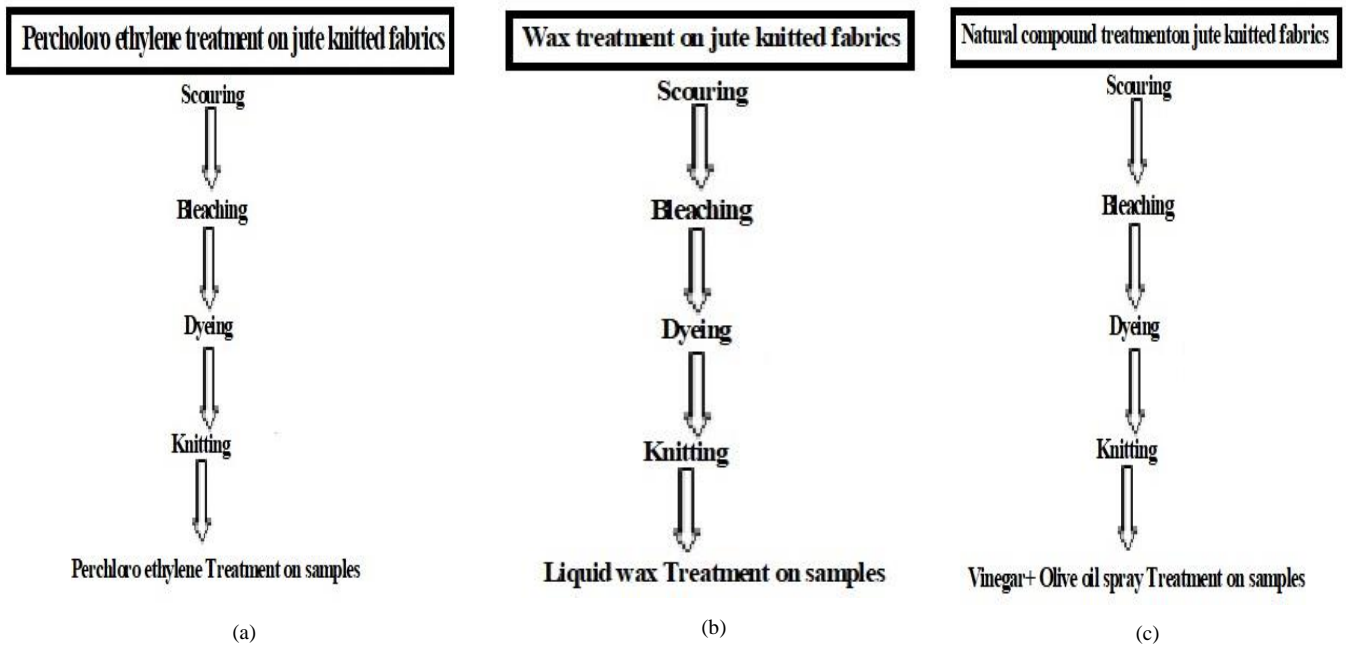 Percholoro ethylene treatment on jute knitted fabrics
Scouring
Bleaching
Dyeing
Knitting
Perchloro ethylene Treatment on samples
(a)
Wax treatment on jute knitted fabrics
Scouring
Bleaching
Dyeing
Knitting
Liquid wax Treatment on samples
(b)
Natural compound treatmenton jute knitted fabrics
Scouring
Bleaching
Dyeing
Knitting
Vinegar+ Olive oil spray Treatment on samples
(c)